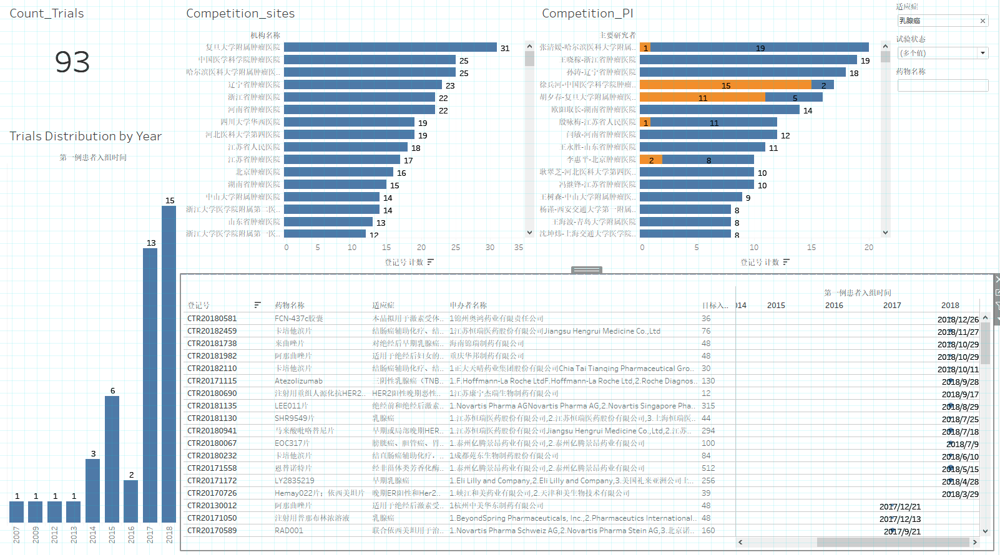 Count_Trials
93
Trials Distribution by Year
第一例患者入组时间
1
1
1
1
3
6
2
13
15
2007
2009
2012
2013
2014
2015
2016
2017
2018
Competition_sites
机构名称
复旦大学附属肿瘤医院 31
中国医学科学院肿瘤医院 25
哈尔滨医科大学附属肿瘤医.. 25
辽宁省肿瘤医院 23
浙江省肿瘤医院 22
河南省肿瘤医院 22
四川大学华西医院 19
河北医科大学第四医院 19
江苏省人民医院 18
江苏省肿瘤医院 17
北京肿瘤医院 16
湖南省肿瘤医院 15
中山大学附属肿瘤医院 14
浙江大学医学院附属第二医.. 14
山东省肿瘤医院 13
浙江大学医学院附属第一医.. 12
0 5 10 15 20 25 30 35
登记号 计数
Competition_PI
主要研究者
张清媛-哈尔滨医科大学附属.. 1 19
王晓稼-浙江省肿瘤医院 19
孙涛-辽宁省肿瘤医院 18
徐兵河-中国医学科学院肿瘤.. 15 2
胡夕春-复旦大学附属肿瘤医.. 11 5
欧阳取长-湖南省肿瘤医院 14
殷咏梅-江苏省人民医院 1 11
闫敏-河南省肿瘤医院 12
王永胜-山东省肿瘤医院 11
李惠平-北京肿瘤医院 2 8
耿翠芝-河北医科大学第四医.. 10
冯继锋-江苏省肿瘤医院 10
王树森-中山大学附属肿瘤医.. 9
杨谨-西安交通大学第一附属.. 8
王海波-青岛大学附属医院 8
沈坤炜-上海交通大学医学院.. 8
0 5 10 15 20
登记号 计数
适应症
乳腺癌
试验状态
(多个值)
药物名称
第一例患者入组时间
登记号 药物名称 适应症 申办者名称 目标入.. 014 2015 2016 2017 2018
CTR20180581 FCN-437c胶囊 本品拟用于激素受体.. 1锦州奥鸿药业有限责任公司 36 2018/12/26
CTR20182459 卡培他滨片 结肠癌辅助化疗、结.. 1江苏恒瑞医药股份有限公司Jiangsu Hengrui Medicine Co.,Ltd 76 2018/11/27
CTR20181738 来曲唑片 对绝经后早期乳腺癌.. 海南锦瑞制药有限公司 48 2018/10/29
CTR20181982 阿那曲唑片 适用于绝经后妇女的.. 重庆华邦制药有限公司 48 2018/10/29
CTR20182110 卡培他滨片 结肠癌辅助化疗、结.. 1正大天晴药业集团股份有限公司Chia Tai Tianqing Pharmaceutical Gro.. 30 2018/10/11
CTR20171115 Atezolizumab 三阴性乳腺癌（TNB.. 1.F.Hoffmann-La Roche LtdF.Hoffmann-La Roche Ltd,2.Roche Diagnos.. 130 2018/9/28
CTR20180690 注射用重组人源化抗HER2.. HER2阳性晚期恶性.. 1江苏康宁杰瑞生物制药有限公司 12 2018/9/17
CTR20181135 LEE011片 绝经前和绝经后激素.. 1.Novartis Pharma AGNovartis Pharma AG,2.Novartis Singapore Pha.. 315 2018/8/29
CTR20181130 SHR9549片 乳腺癌 1.江苏恒瑞医药股份有限公司,2.江苏恒瑞医药股份有限公司,3.上海恒瑞医.. 44 2018/7/25
CTR20180941 马来酸吡咯替尼片 早期或局部晚期HER.. 1.江苏恒瑞医药股份有限公司Jiangsu Hengrui Medicine Co.,Ltd,2.江苏.. 294 2018/7/18
CTR20180067 EOC317片 膀胱癌、胆管癌、胃.. 1.泰州亿腾景昂药业有限公司,2.泰州亿腾景昂药业有限公司 100 2018/7/9
CTR20180232 卡培他滨片 结直肠癌辅助化疗，.. 1成都苑东生物制药股份有限公司 84 2018/6/10
CTR20171558 恩替诺特片 经非甾体类芳香化酶.. 1.泰州亿腾景昂药业有限公司,2.泰州亿腾景昂药业有限公司 512 2018/5/15
CTR20171172 LY2835219 早期乳腺癌 1.Eli Lilly and Company,2.Eli Lilly and Company,3.美国礼来亚洲公司上.. 256 2018/4/28
CTR20170726 Hemay022片；依西美坦片 晚期ER阳性和Her2.. 1.峡江和美药业有限公司,2.天津和美生物技术有限公司 39 2018/3/29
CTR20130012 阿那曲唑片 适用于绝经后激素受.. 1杭州中美华东制药有限公司 48 2017/12/21
CTR20171050 注射用普那布林浓溶液 乳腺癌 1.BeyondSpring Pharmaceuticals, Inc.,2.Pharmaceutics International.. 48 2017/12/13
CTR20170589 RAD001 联合依西美坦用于治.. 1.Novartis Pharma Schweiz AG,2.Novartis Pharma Stein AG,3.北京诺.. 160 2017/9/21